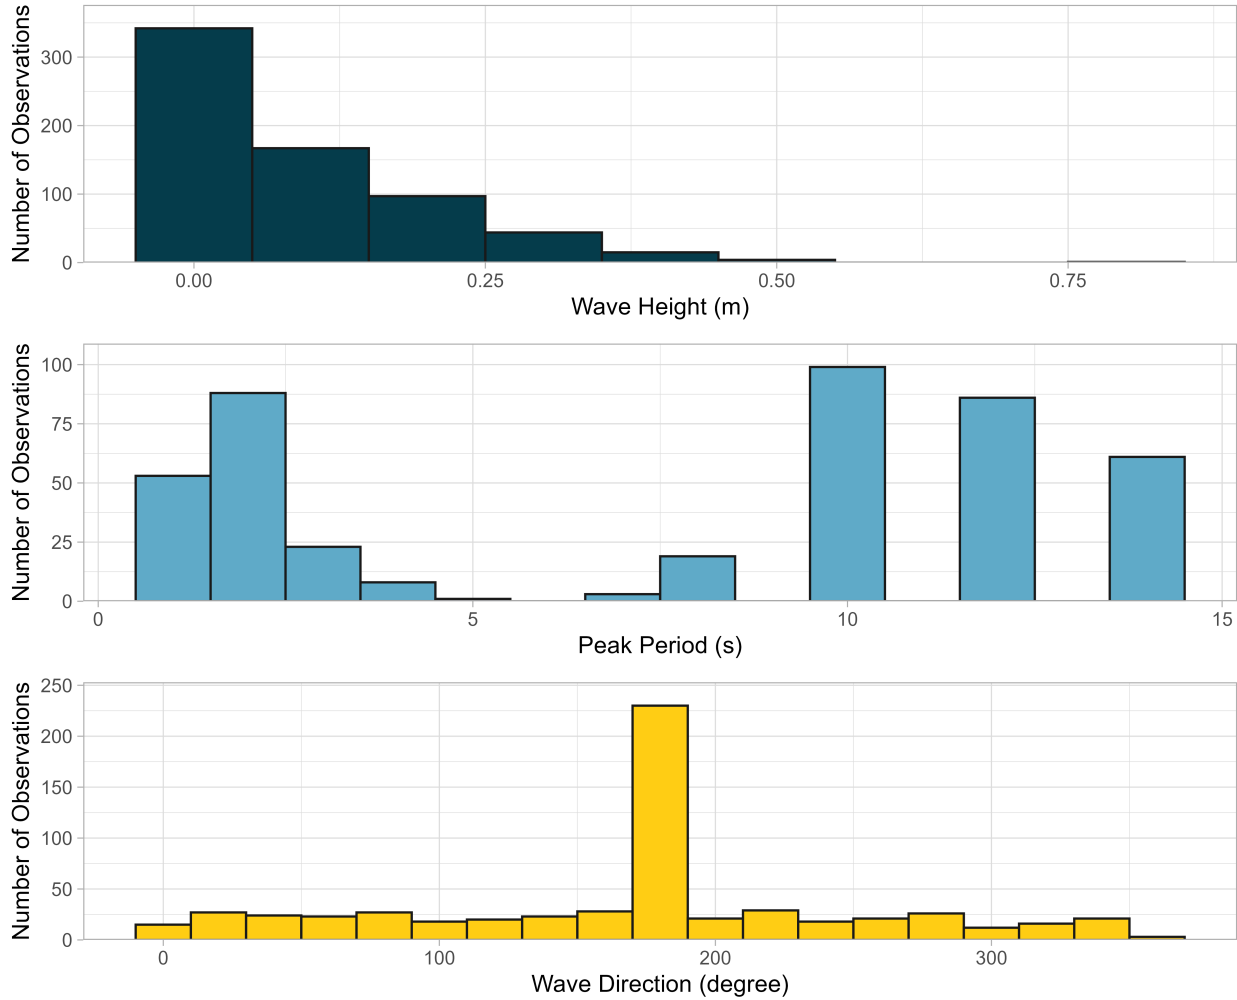 Number of Observations
300
200
100
0
0.00 0.25 0.50 0.75
Wave Height (m)
Number of Observations
100
75
50
25
0
0 5 10 15
Peak Period (s)
Number of Observations
250
200
150
100
50
0
0 100 200 300
Wave Direction (degree)